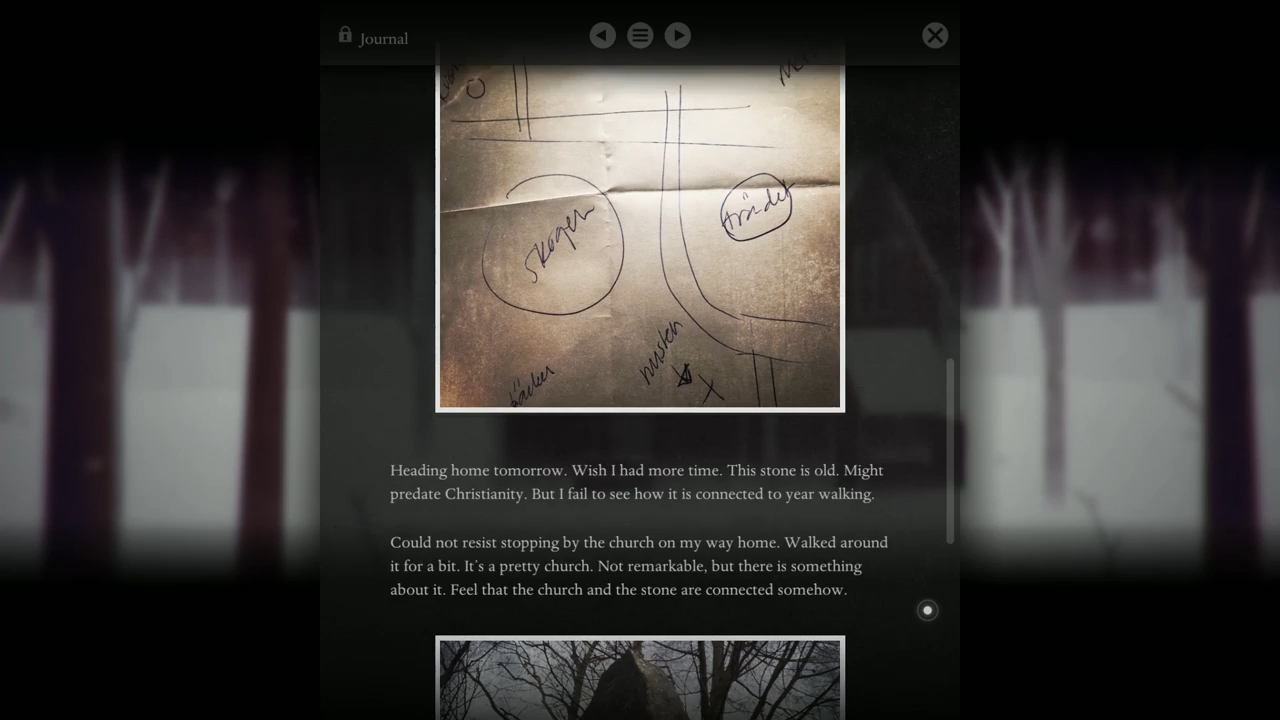 Journal
skogen
trädet
bäcken
Heading home tomorrow. Wish I had more time. This stone is old. Might
predate Christianity. But I fail to see how it is connected to year walking.
Could not resist stopping by the church on my way home. Walked around
it for a bit. It's a pretty church. Not remarkable, but there is something
about it. Feel that the church and the stone are connected somehow.